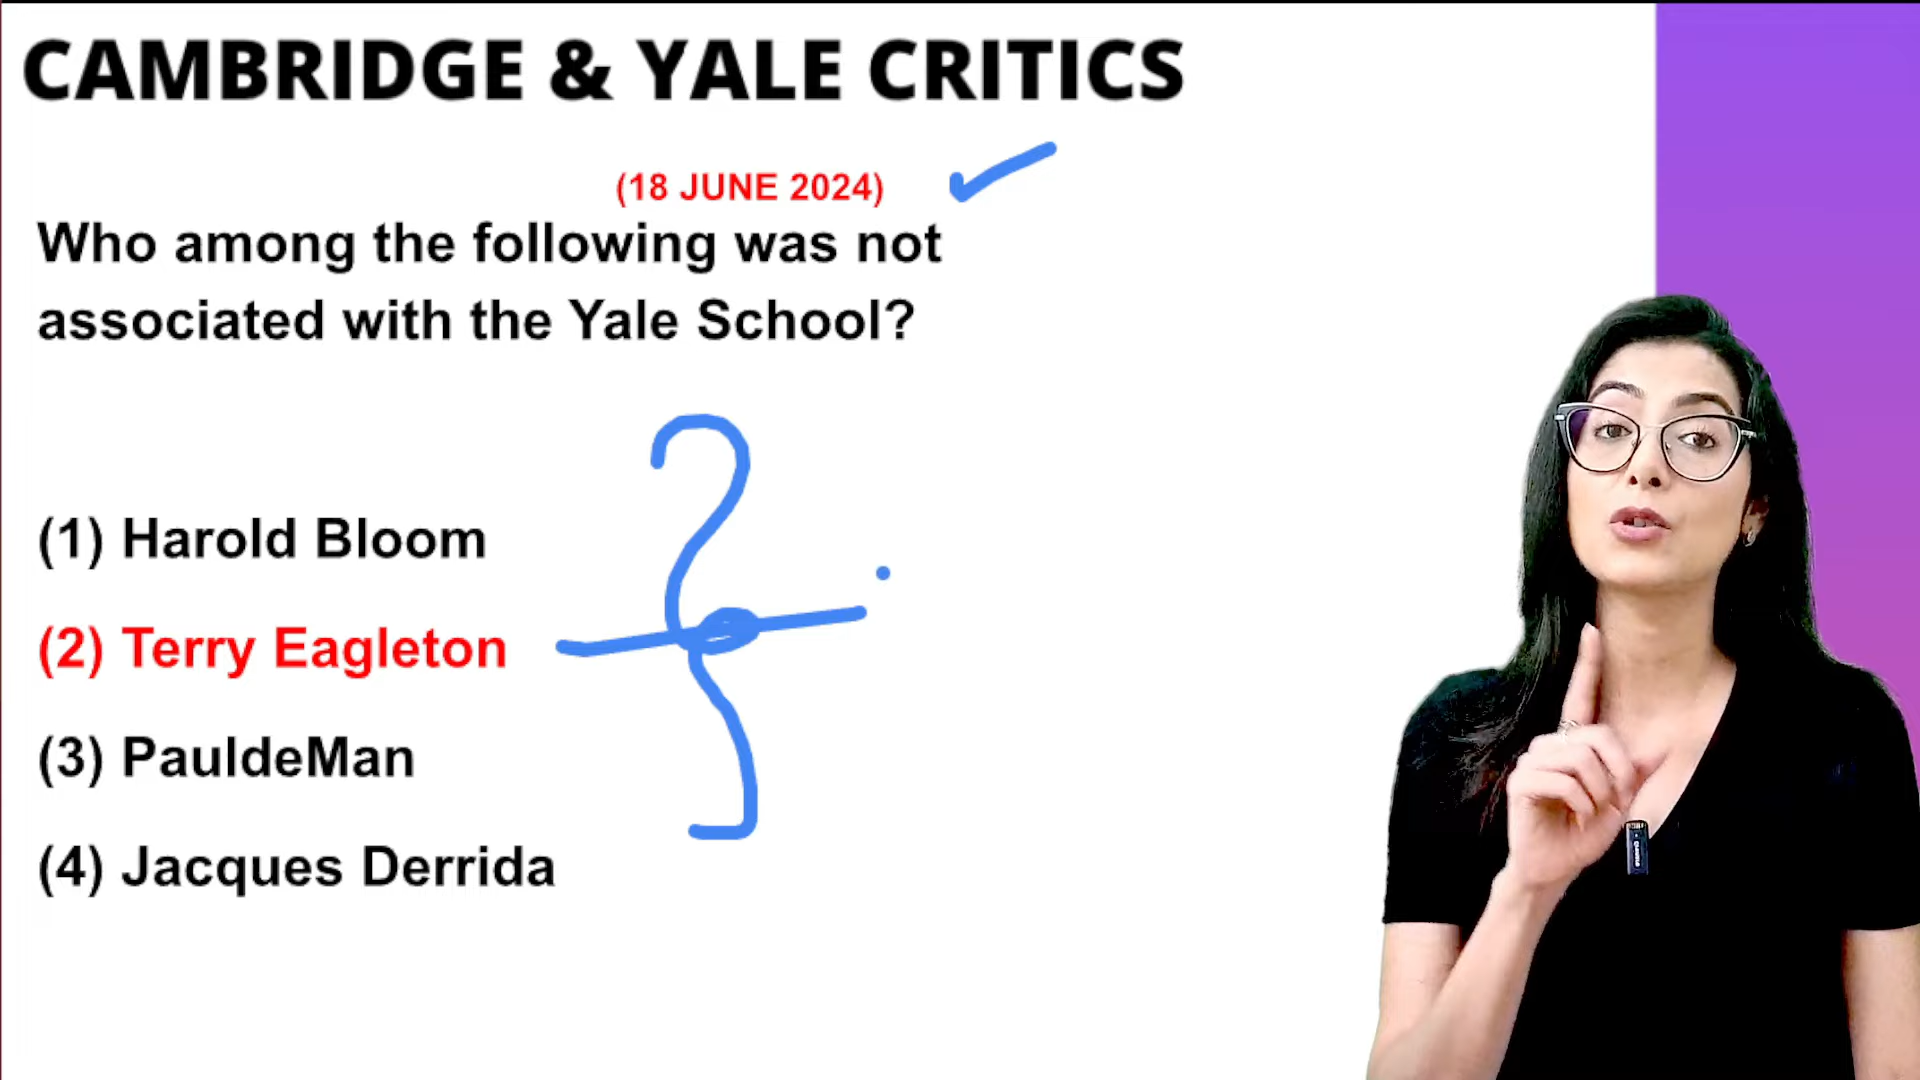 CAMBRIDGE & YALE CRITICS
(18 JUNE 2024)
Who among the following was not
associated with the Yale School?
(1) Harold Bloom
(2) Terry Eagleton
(3) PauldeMan
(4) Jacques Derrida